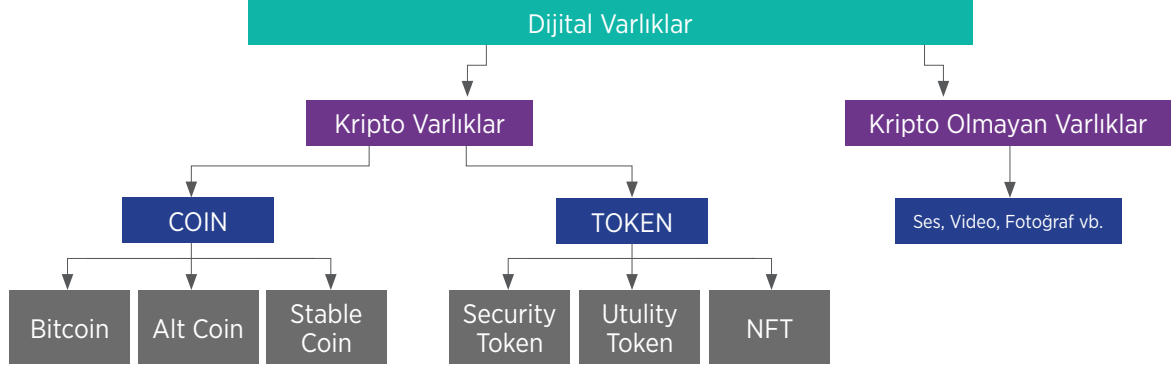 Dijital Varlıklar
Kripto Varlıklar
Kripto Olmayan Varlıklar
COIN
TOKEN
Ses, Video, Fotoğraf vb.
Bitcoin
Alt Coin
Stable
Coin
Security
Token
Utulity
Token
NFT